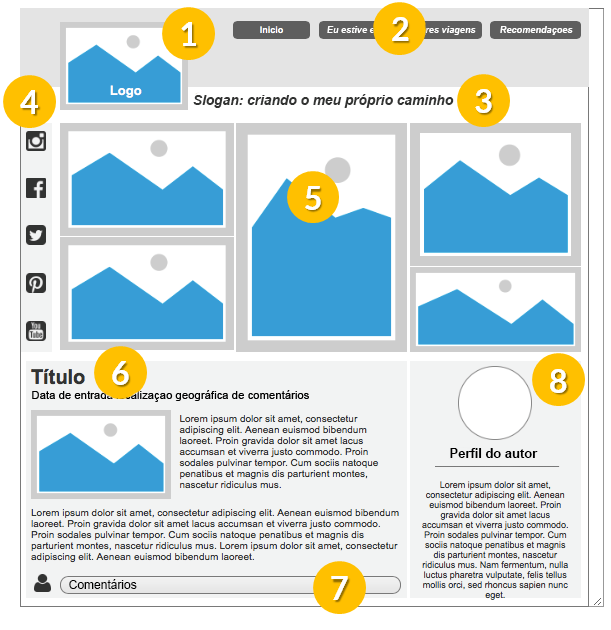 1
2
Inicio
Eu estive e res viagens
Recomendaçoes
Logo
Slogan: criando o meu próprio caminho
3
4
5
You
Tube
6
Título
Data de entrada localizaçao geográfica de comentários
Lorem ipsum dolor sit amet, consectetur
adipiscing elit. Aenean euismod bibendum
laoreet. Proin gravida dolor sit amet lacus
accumsan et viverra justo commodo. Proin
sodales pulvinar tempor. Cum sociis natoque
penatibus et magnis dis parturient montes,
nascetur ridiculus mus.
Lorem ipsum dolor sit amet, consectetur adipiscing elit. Aenean euismod bibendum
laoreet. Proin gravida dolor sit amet lacus accumsan et viverra justo commodo.
Proin sodales pulvinar tempor. Cum sociis natoque penatibus et magnis dis
parturient montes, nascetur ridiculus mus. Lorem ipsum dolor sit amet, consectetur
adipiscing elit. Aenean euismod bibendum laoreet.
Comentários
7
8
Perfil do autor
Lorem ipsum dolor sit amet,
consectetur adipiscing elit. Aenean
euismod bibendum laoreet. Proin
gravida dolor sit amet lacus
accumsan et viverra justo
commodo. Proin sodales pulvinar
tempor. Cum sociis natoque
penatibus et magnis dis
parturient montes, nascetur
ridiculus mus. Nam fermentum, nulla
luctus pharetra vulputate, felis tellus
mollis orci, sed rhoncus sapien nunc
eget.